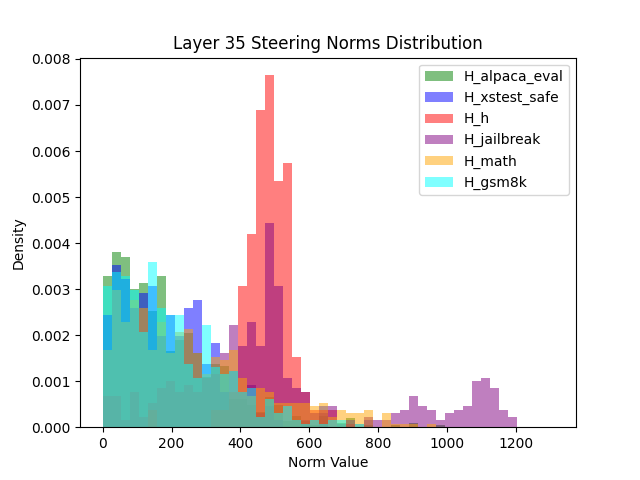 Layer 35 Steering Norms Distribution
0.008
0.007
0.006
0.005
0.004
0.003
0.002
0.001
0.000
Density
H_alpaca_eval
H_xstest_safe
H_h
H_jailbreak
H_math
H_gsm8k
0
200
400
600
800
1000
1200
Norm Value